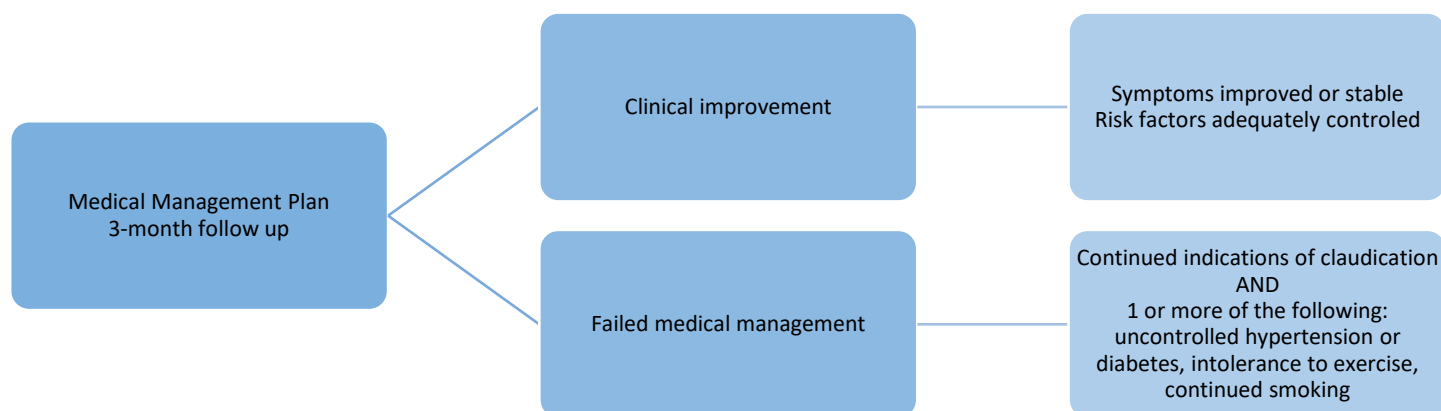 Medical Management Plan
3-month follow up
Clinical improvement
Symptoms improved or stable
Risk factors adequately controled
Failed medical management
Continued indications of claudication
AND
1 or more of the following:
uncontrolled hypertension or
diabetes, intolerance to exercise,
continued smoking